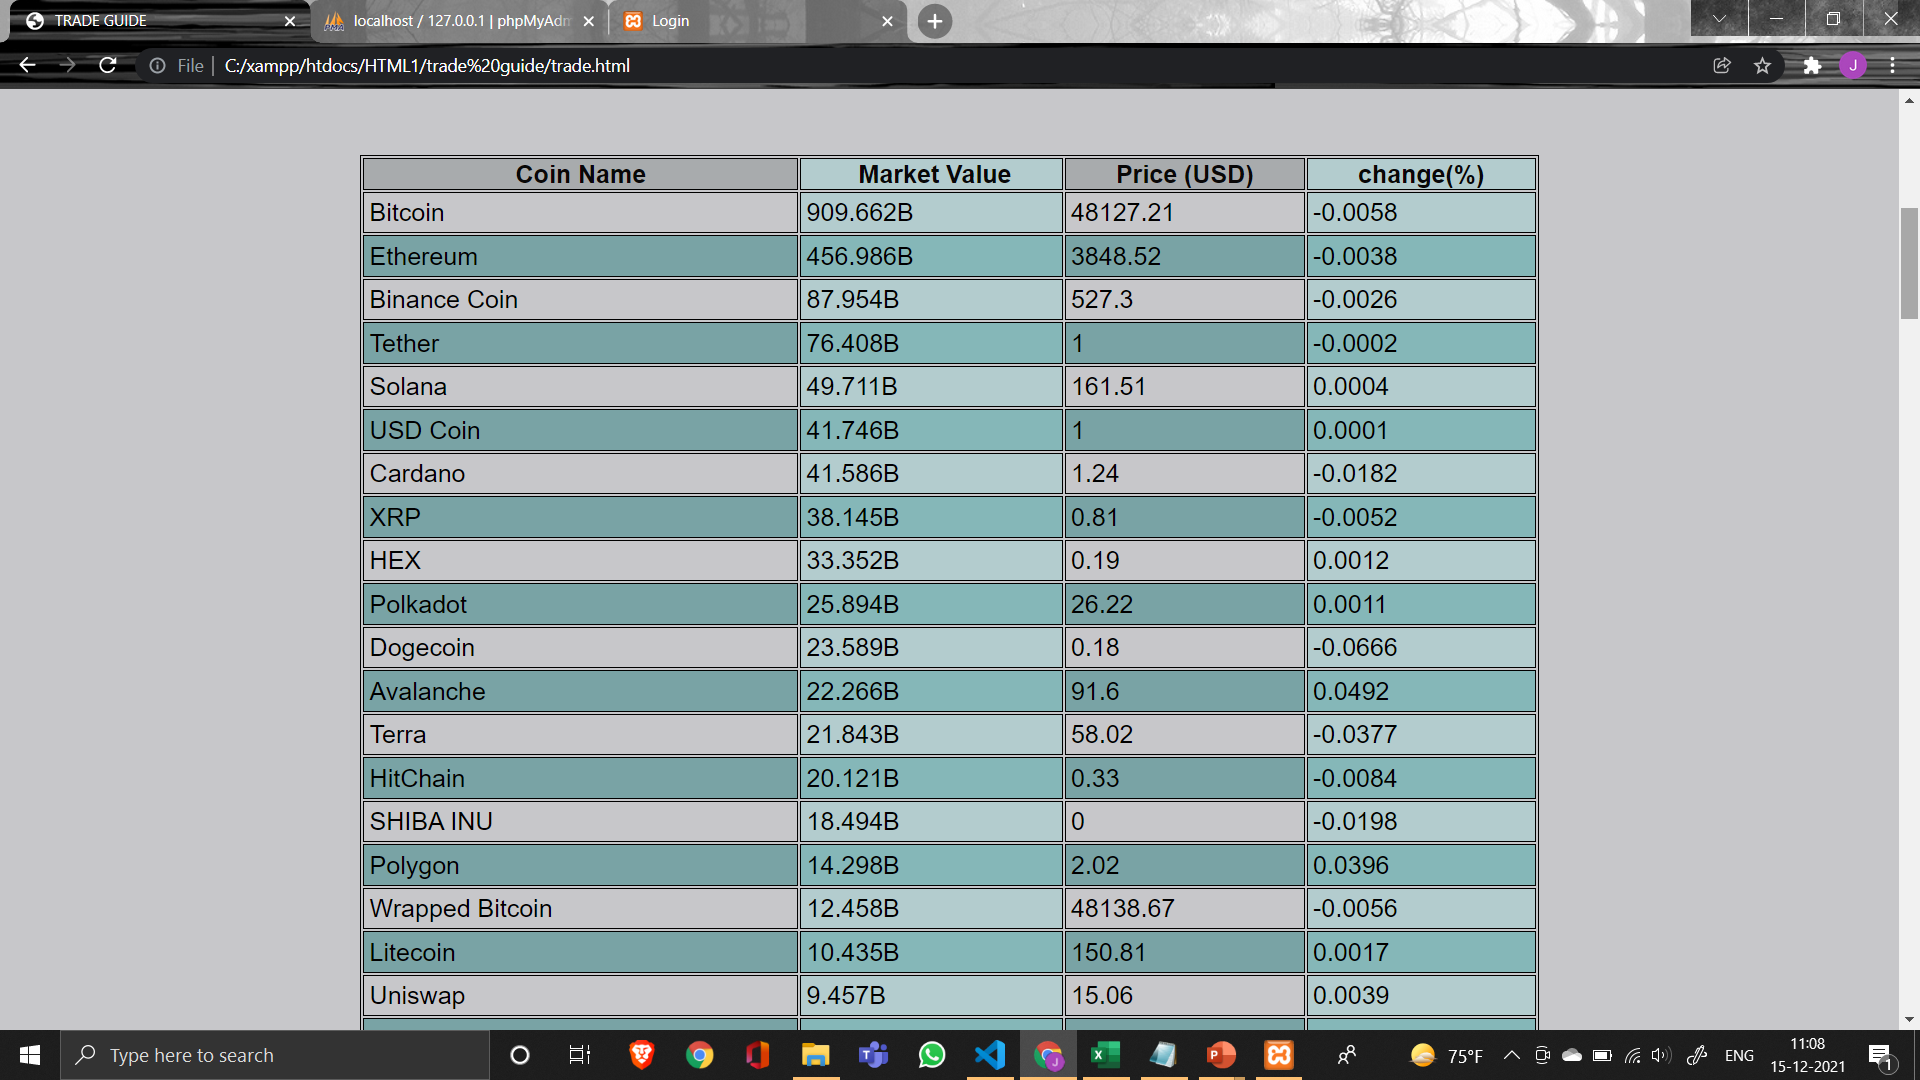 TRADE GUIDE
localhost / 127.0.0.1 | phpMyAdm
Login
File
C:/xampp/htdocs/HTML1/trade%20guide/trade.html
J
Coin Name Market Value Price (USD) change(%)
Bitcoin 909.662B 48127.21 -0.0058
Ethereum 456.986B 3848.52 -0.0038
Binance Coin 87.954B 527.3 -0.0026
Tether 76.408B 1 -0.0002
Solana 49.711B 161.51 0.0004
USD Coin 41.746B 1 0.0001
Cardano 41.586B 1.24 -0.0182
XRP 38.145B 0.81 -0.0052
HEX 33.352B 0.19 0.0012
Polkadot 25.894B 26.22 0.0011
Dogecoin 23.589B 0.18 -0.0666
Avalanche 22.266B 91.6 0.0492
Terra 21.843B 58.02 -0.0377
HitChain 20.121B 0.33 -0.0084
SHIBA INU 18.494B 0 -0.0198
Polygon 14.298B 2.02 0.0396
Wrapped Bitcoin 12.458B 48138.67 -0.0056
Litecoin 10.435B 150.81 0.0017
Uniswap 9.457B 15.06 0.0039
Type here to search
75°F
ENG
11:08
15-12-2021
1